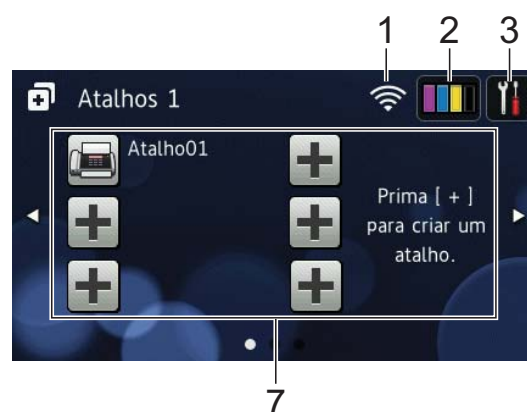 1 2 3
Atalhos 1
Atalho01
Prima [ + ]
para criar um
atalho.
7